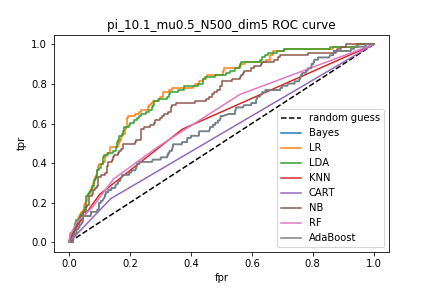 pi_10.1_mu0.5_N500_dim5 ROC curve
tpr
1.0
0.8
0.6
0.4
0.2
0.0
0.0 0.2 0.4 0.6 0.8 1.0
fpr
random guess
Bayes
LR
LDA
KNN
CART
NB
RF
AdaBoost